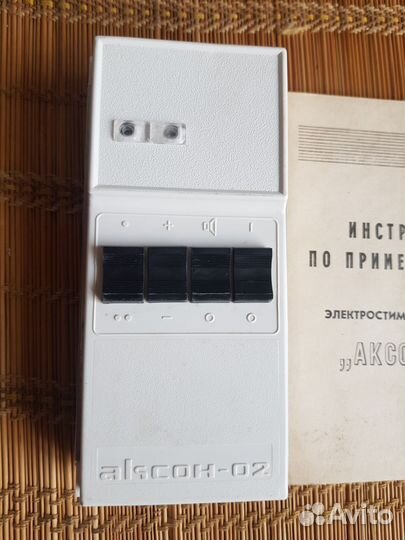 • + I
•• − O O
аксон-02
ИНСТР
ПО ПРИМЕ
ЭЛЕКТРОСТИМ
„АКСО
Avito